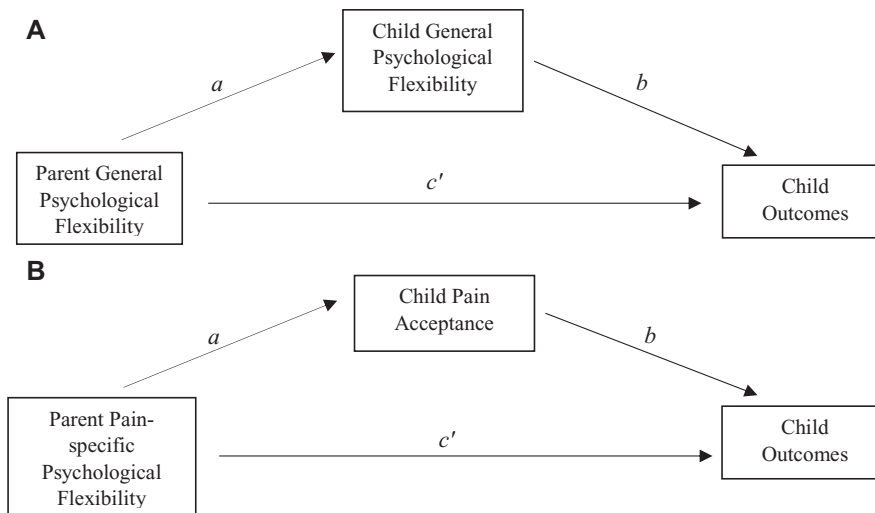 A
Child General
Psychological
Flexibility
a
b
Parent General
Psychological
Flexibility
c′
Child
Outcomes
B
Child Pain
Acceptance
a
b
Parent Pain-
specific
Psychological
Flexibility
c′
Child
Outcomes